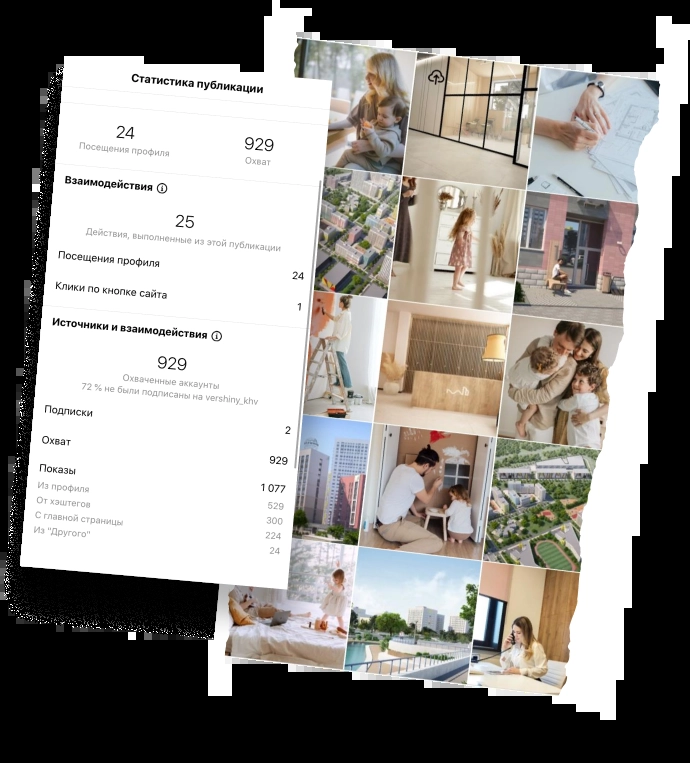 Статистика публикации
24
Посещения профиля
929
Охват
Взаимодействия
25
Действия, выполненные из этой публикации
Посещения профиля 24
Клики по кнопке сайта 1
Источники и взаимодействия
929
Охваченные аккаунты
72 % не были подписаны на vershiny_khv
Подписки 2
Охват 929
Показы 1 077
Из профиля 529
От хэштегов 300
С главной страницы 224
Из "Другого" 24